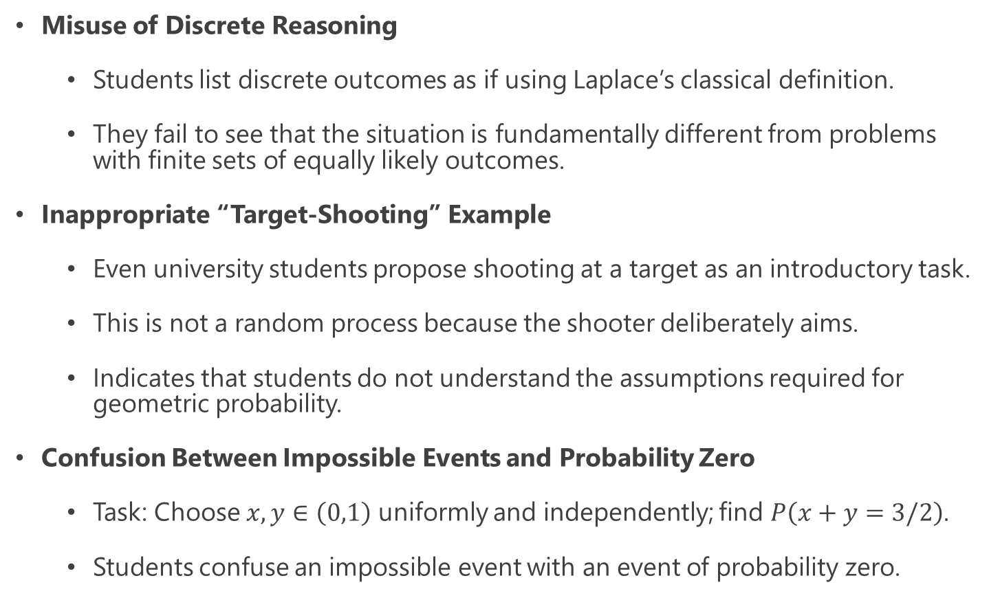 • Misuse of Discrete Reasoning
• Students list discrete outcomes as if using Laplace’s classical definition.
• They fail to see that the situation is fundamentally different from problems
with finite sets of equally likely outcomes.
• Inappropriate “Target-Shooting” Example
• Even university students propose shooting at a target as an introductory task.
• This is not a random process because the shooter deliberately aims.
• Indicates that students do not understand the assumptions required for
geometric probability.
• Confusion Between Impossible Events and Probability Zero
• Task: Choose x, y ∈ (0,1) uniformly and independently; find P(x + y = 3/2).
• Students confuse an impossible event with an event of probability zero.